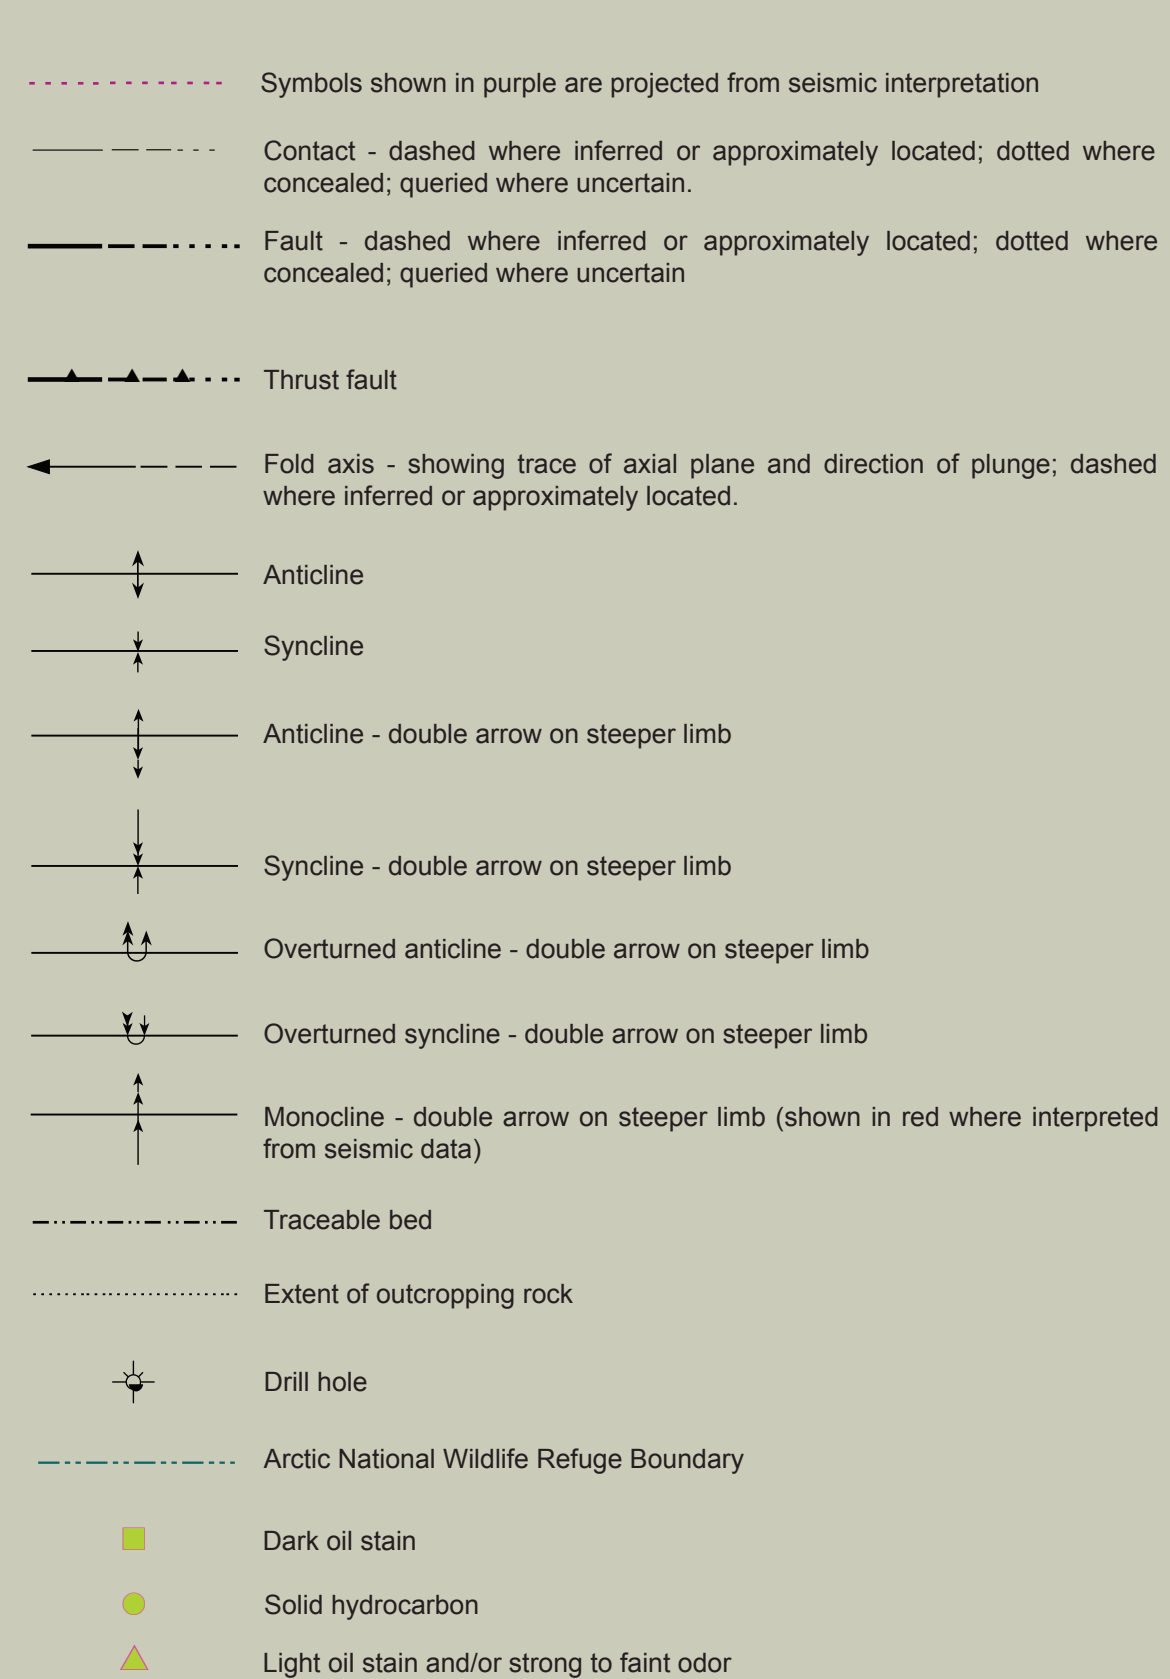 Symbols shown in purple are projected from seismic interpretation
Contact - dashed where inferred or approximately located; dotted where
concealed; queried where uncertain.
Fault - dashed where inferred or approximately located; dotted where
concealed; queried where uncertain
Thrust fault
Fold axis - showing trace of axial plane and direction of plunge; dashed
where inferred or approximately located.
Anticline
Syncline
Anticline - double arrow on steeper limb
Syncline - double arrow on steeper limb
Overturned anticline - double arrow on steeper limb
Overturned syncline - double arrow on steeper limb
Monocline - double arrow on steeper limb (shown in red where interpreted
from seismic data)
Traceable bed
Extent of outcropping rock
Drill hole
Arctic National Wildlife Refuge Boundary
Dark oil stain
Solid hydrocarbon
Light oil stain and/or strong to faint odor